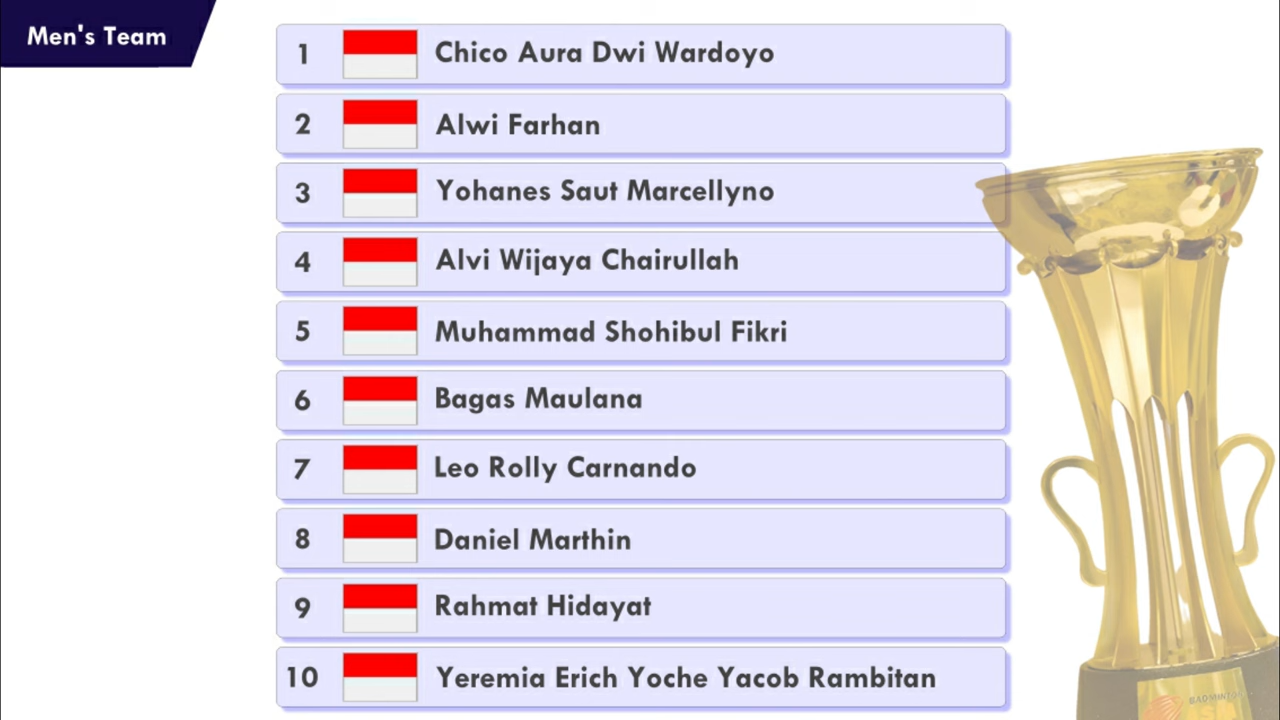 Men's Team
1 Chico Aura Dwi Wardoyo
2 Alwi Farhan
3 Yohanes Saut Marcellyno
4 Alvi Wijaya Chairullah
5 Muhammad Shohibul Fikri
6 Bagas Maulana
7 Leo Rolly Carnando
8 Daniel Marthin
9 Rahmat Hidayat
10 Yeremia Erich Yoche Yacob Rambitan